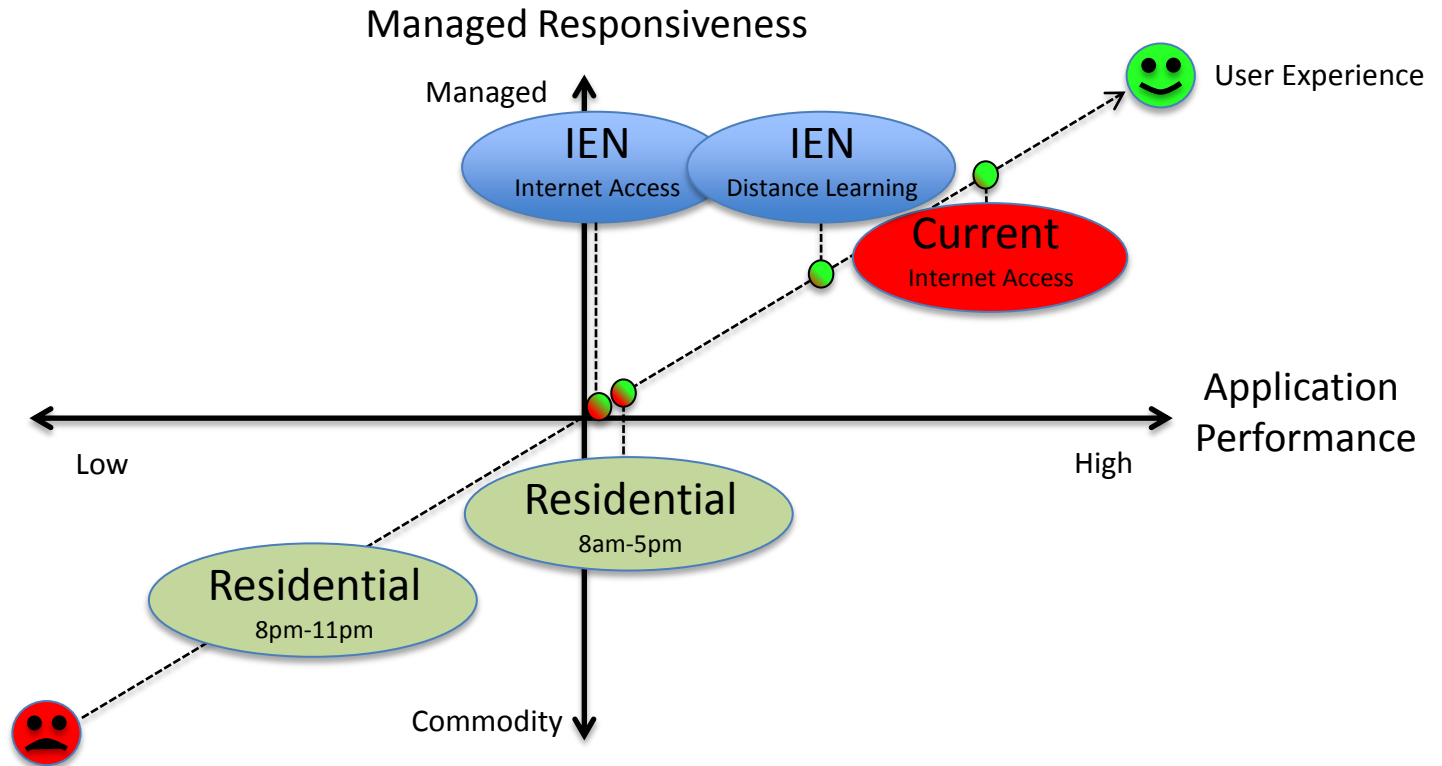 Managed Responsiveness
Managed
User Experience
IEN
Internet Access
IEN
Distance Learning
Current
Internet Access
Application
Performance
Low
High
Residential
8am-5pm
Residential
8pm-11pm
Commodity